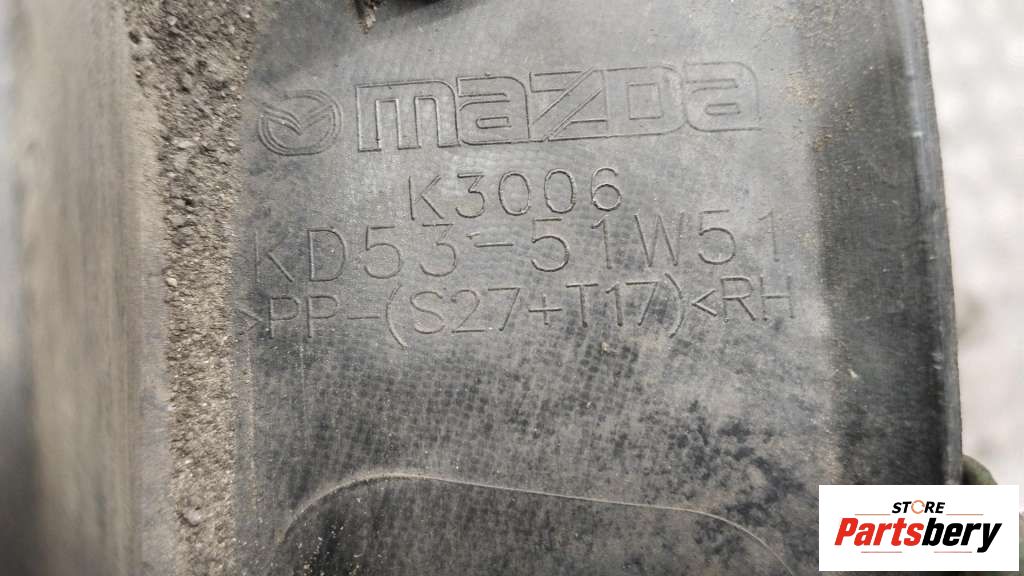 mazda
K3006
KD53-51W51
>PP-(S27+T17)<RH
STORE
Partsbery